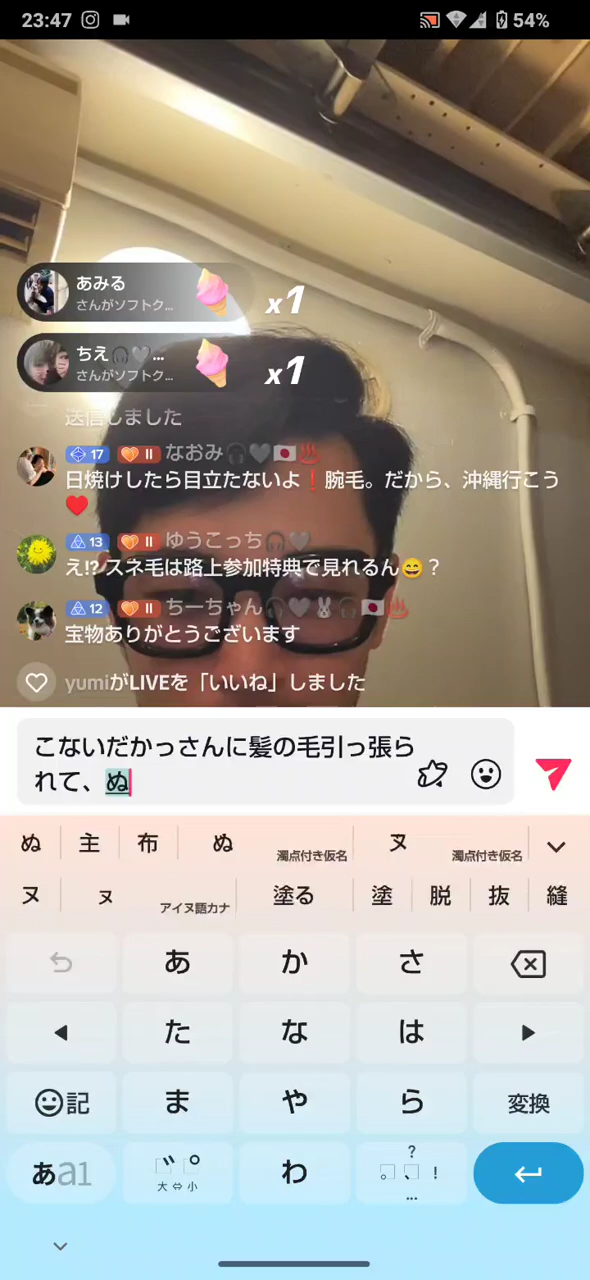 23:47
54%
あみる
さんがソフトク...
x1
ちえ🎧🩶...
さんがソフトク...
x1
送信しました
17 II なおみ🎧🩶🇯🇵♨️
日焼けしたら目立たないよ❗腕毛。だから、沖縄行こう
♥️
13 II ゆうこっち🎧🩶
え!?スネ毛は路上参加特典で見れるん😄？
12 II ちーちゃん🎧🩶🐰🎧🇯🇵♨️
宝物ありがとうございます
yumiがLIVEを「いいね」しました
こないだかっさんに髪の毛引っ張ら
れて、ぬ
ぬ 主 布 ぬ 濁点付き仮名 ヌ 濁点付き仮名
ヌ ヌ アイヌ語カナ 塗る 塗 脱 抜 縫
あ か さ
た な は
記 ま や ら 変換
あa1 大⇔小 わ 。、?!...